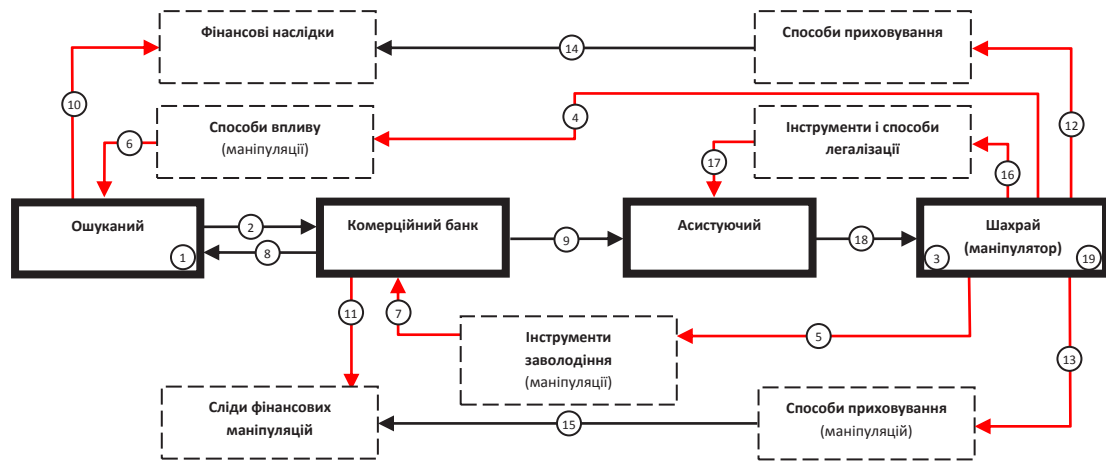 Фінансові наслідки
14
Способи приховування
10
4
12
Способи впливу
(маніпуляції)
6
Інструменти і способи
легалізації
17
16
Ошуканий
1
2
8
Комерційний банк
9
Асистуючий
18
Шахрай
(маніпулятор)
3
19
11
7
Інструменти
заволодіння
(маніпуляції)
5
13
Сліди фінансових
маніпуляцій
15
Способи приховування
(маніпуляцій)